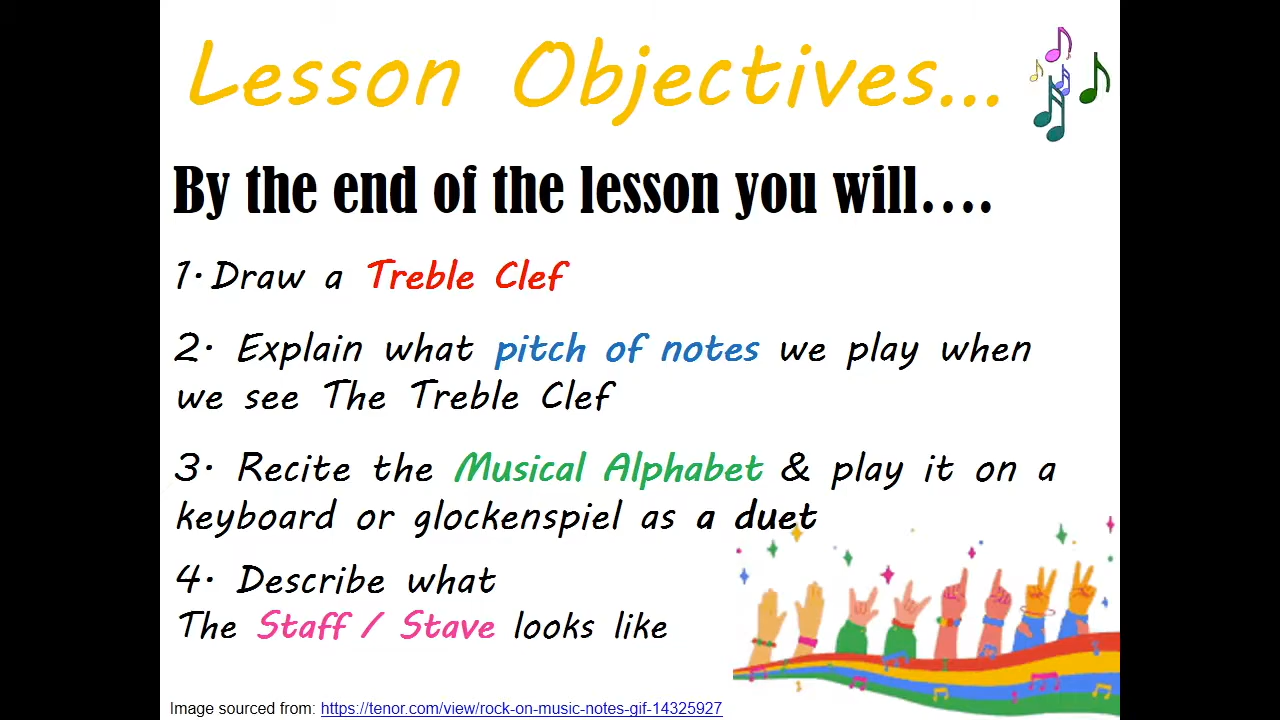 Lesson Objectives...
By the end of the lesson you will....
1. Draw a Treble Clef
2. Explain what pitch of notes we play when
we see The Treble Clef
3. Recite the Musical Alphabet & play it on a
keyboard or glockenspiel as a duet
4. Describe what
The Staff / Stave looks like
Image sourced from: https://tenor.com/view/rock-on-music-notes-gif-14325927